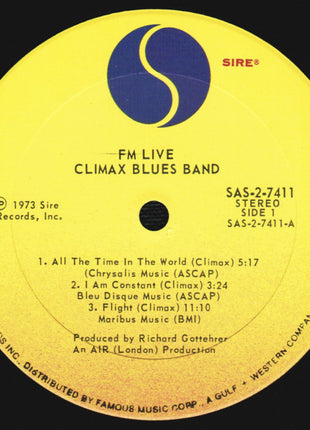 SIRE®
FM LIVE
CLIMAX BLUES BAND
℗ 1973 Sire
Records, Inc.
SAS-2-7411
STEREO
SIDE 1
SAS-2-7411-A
1. All The Time In The World (Climax) 5:17
(Chrysalis Music (ASCAP)
2. I Am Constant (Climax) 3:24
Bleu Disque Music (ASCAP)
3. Flight (Climax) 11:10
Maribus Music (BMI)
Produced by Richard Gottehrer
An AIR (London) Production
INC. DISTRIBUTED BY FAMOUS MUSIC CORP., A GULF + WESTERN COMPAN